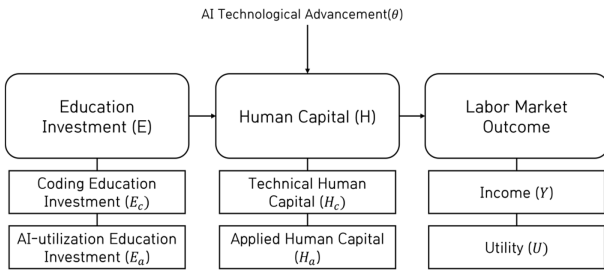 AI Technological Advancement(θ)
Education
Investment (E)
Human Capital (H)
Labor Market
Outcome
Coding Education
Investment (E_c)
Technical Human
Capital (H_c)
Income (Y)
AI-utilization Education
Investment (E_a)
Applied Human Capital
(H_a)
Utility (U)